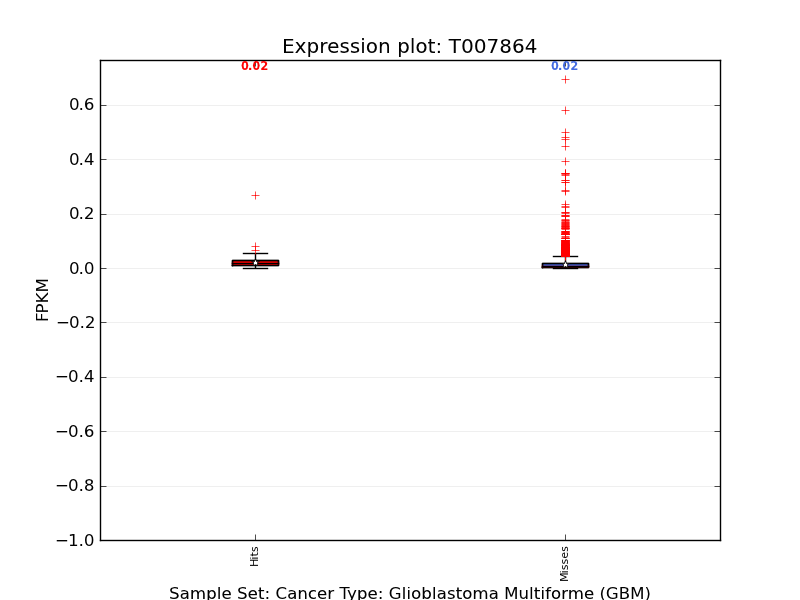 Expression plot: T007864
0.02
0.02
0.6
0.4
0.2
0.0
−0.2
−0.4
−0.6
−0.8
−1.0
FPKM
Hits
Misses
Sample Set: Cancer Type: Glioblastoma Multiforme (GBM)